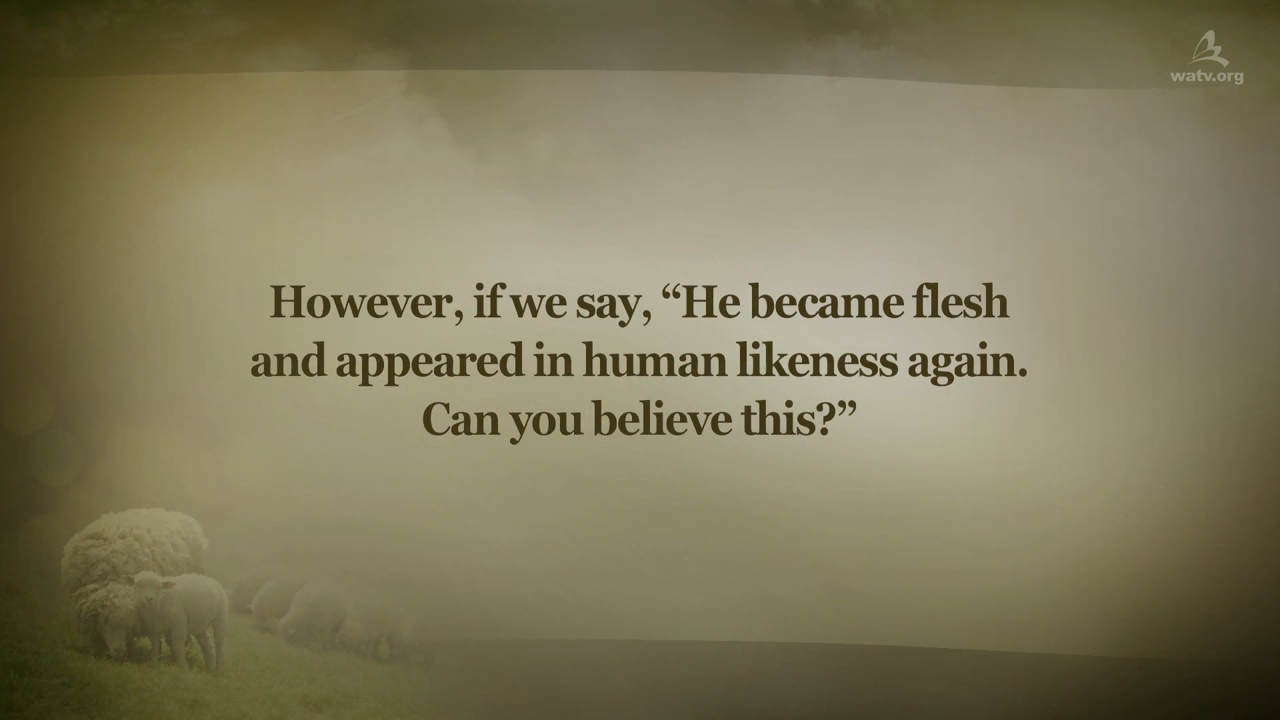 watv.org
However, if we say, “He became flesh
and appeared in human likeness again.
Can you believe this?”